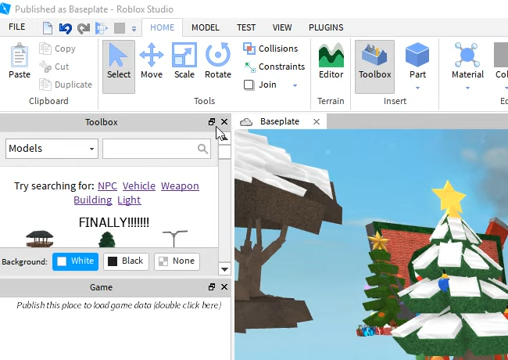 Published as Baseplate - Roblox Studio
FILE HOME MODEL TEST VIEW PLUGINS
Paste Copy Cut Duplicate
Select Move Scale Rotate
Collisions
Constraints
Join
Editor Toolbox Part Material
Clipboard Tools Terrain Insert
Toolbox
Baseplate
Models
Try searching for: NPC Vehicle Weapon
Building Light
FINALLY!!!!!!!
Background: White Black None
Game
Publish this place to load game data (double click here)